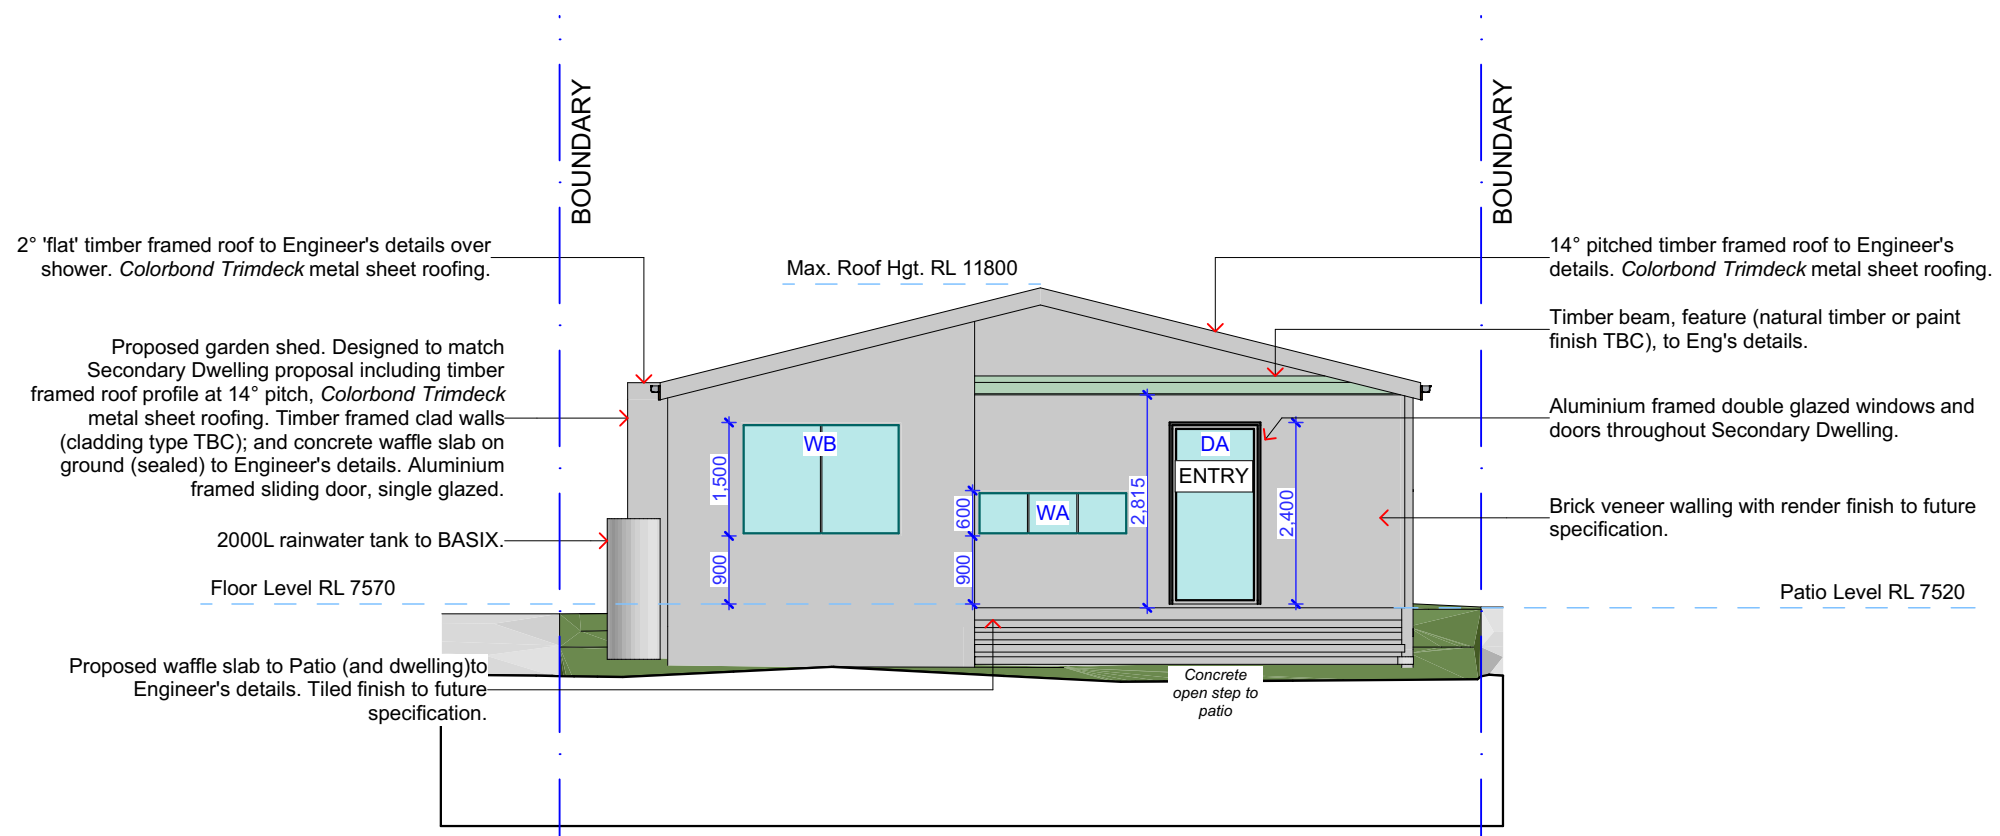 BOUNDARY
BOUNDARY
2° 'flat' timber framed roof to Engineer's details over
shower. Colorbond Trimdeck metal sheet roofing.
Max. Roof Hgt. RL 11800
14° pitched timber framed roof to Engineer's
details. Colorbond Trimdeck metal sheet roofing.
Timber beam, feature (natural timber or paint
finish TBC), to Eng's details.
Proposed garden shed. Designed to match
Secondary Dwelling proposal including timber
framed roof profile at 14° pitch, Colorbond Trimdeck
metal sheet roofing. Timber framed clad walls
(cladding type TBC); and concrete waffle slab on
ground (sealed) to Engineer's details. Aluminium
framed sliding door, single glazed.
Aluminium framed double glazed windows and
doors throughout Secondary Dwelling.
WB
DA
ENTRY
WA
1,500
900
600
900
2,815
2,400
Brick veneer walling with render finish to future
specification.
2000L rainwater tank to BASIX.
Floor Level RL 7570
Patio Level RL 7520
Proposed waffle slab to Patio (and dwelling)to
Engineer's details. Tiled finish to future
specification.
Concrete
open step to
patio